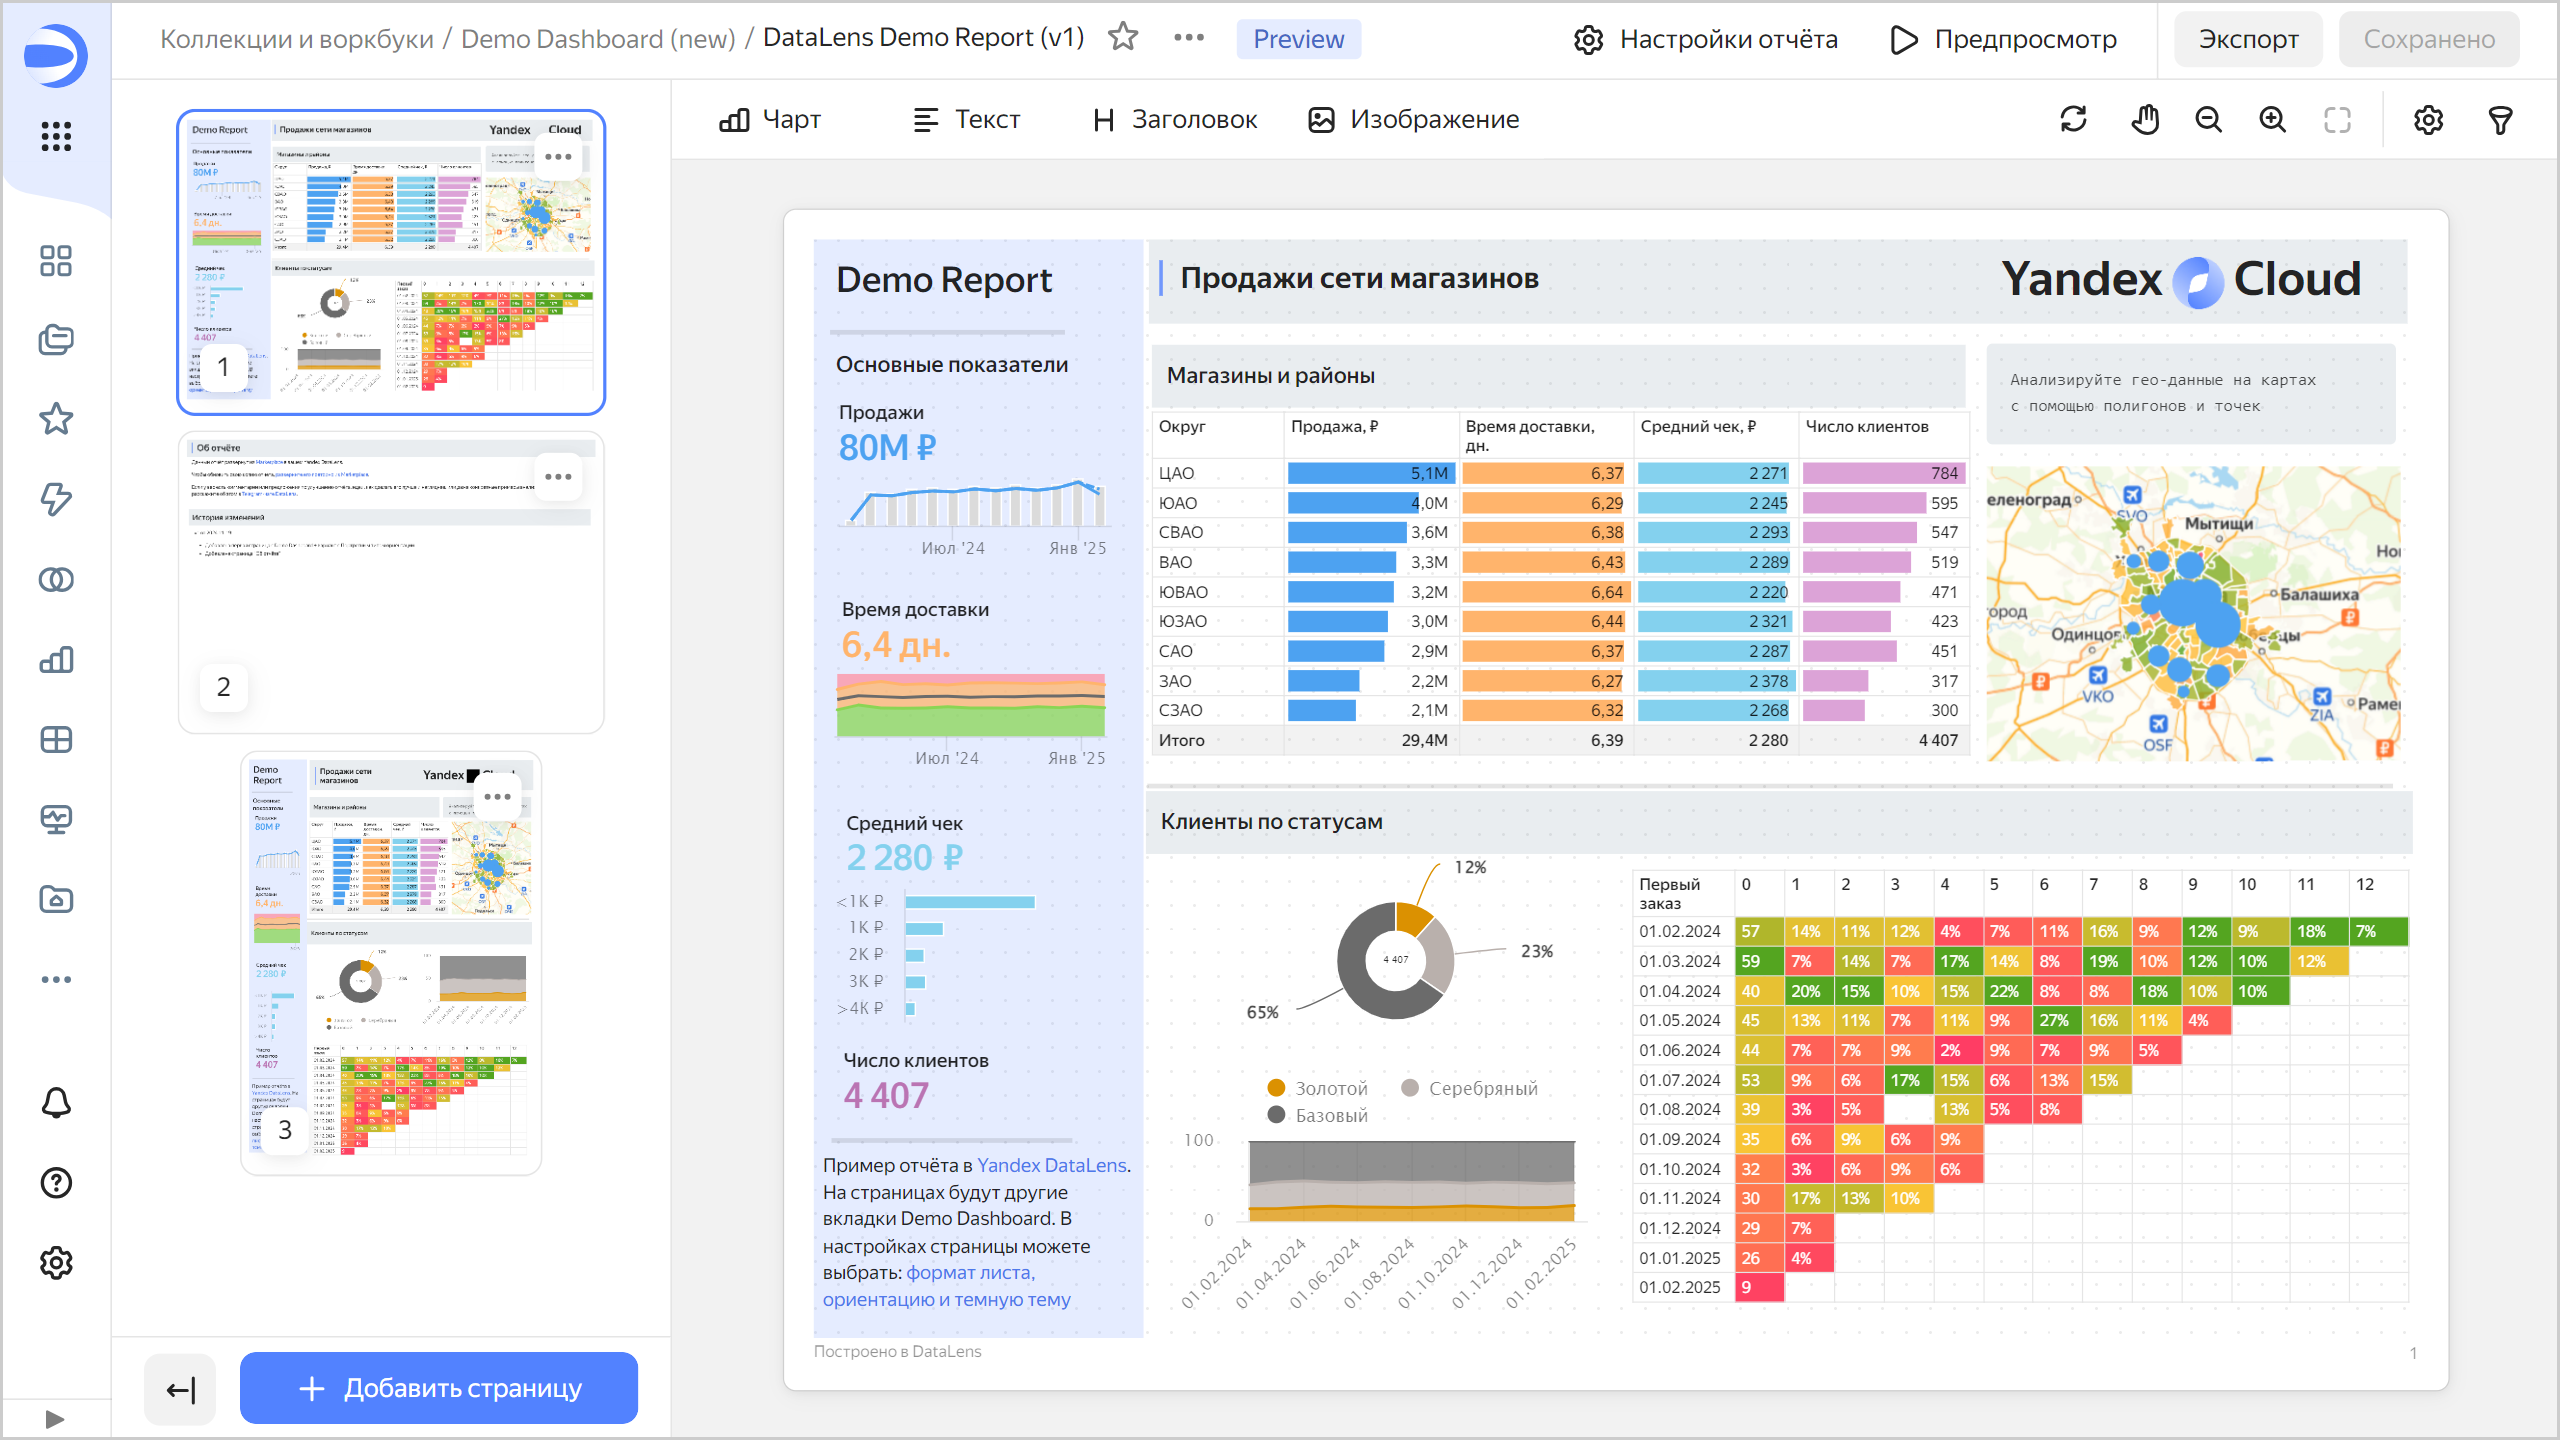 Коллекции и воркбуки / Demo Dashboard (new) / DataLens Demo Report (v1)
Preview
Настройки отчёта
Предпросмотр
Экспорт
Сохранено
Чарт
Текст
Заголовок
Изображение
Demo Report
Продажи сети магазинов
Yandex Cloud
1
Об отчёте
История изменений
2
Demo Report
Продажи сети магазинов
Yandex
3
Добавить страницу
Demo Report
Основные показатели
Продажи
80M ₽
Июл '24 Янв '25
Время доставки
6,4 дн.
Июл '24 Янв '25
Средний чек
2 280 ₽
<1K ₽
1K ₽
2K ₽
3K ₽
>4K ₽
Число клиентов
4 407
Пример отчёта в Yandex DataLens.
На страницах будут другие
вкладки Demo Dashboard. В
настройках страницы можете
выбрать: формат листа,
ориентацию и темную тему
Продажи сети магазинов
Yandex Cloud
Магазины и районы
Округ Продажа, ₽ Время доставки, дн. Средний чек, ₽ Число клиентов
ЦАО 5,1M 6,37 2 271 784
ЮАО 4,0M 6,29 2 245 595
СВАО 3,6M 6,38 2 293 547
ВАО 3,3M 6,43 2 289 519
ЮВАО 3,2M 6,64 2 220 471
ЮЗАО 3,0M 6,44 2 321 423
САО 2,9M 6,37 2 287 451
ЗАО 2,2M 6,27 2 378 317
СЗАО 2,1M 6,32 2 268 300
Итого 29,4M 6,39 2 280 4 407
Анализируйте гео-данные на картах
с помощью полигонов и точек
еленоград
SVO
Мытищи
Балашиха
ород
Одинцов
VKO
ZIA
Раме
OSF
Клиенты по статусам
12%
23%
65%
4 407
Золотой Серебряный
Базовый
100
0
01.02.2024 01.04.2024 01.06.2024 01.08.2024 01.10.2024 01.12.2024 01.02.2025
Первый заказ 0 1 2 3 4 5 6 7 8 9 10 11 12
01.02.2024 57 14% 11% 12% 4% 7% 11% 16% 9% 12% 9% 18% 7%
01.03.2024 59 7% 14% 7% 17% 14% 8% 19% 10% 12% 10% 12%
01.04.2024 40 20% 15% 10% 15% 22% 8% 8% 18% 10% 10%
01.05.2024 45 13% 11% 7% 11% 9% 27% 16% 11% 4%
01.06.2024 44 7% 7% 9% 2% 9% 7% 9% 5%
01.07.2024 53 9% 6% 17% 15% 6% 13% 15%
01.08.2024 39 3% 5% 13% 5% 8%
01.09.2024 35 6% 9% 6% 9%
01.10.2024 32 3% 6% 9% 6%
01.11.2024 30 17% 13% 10%
01.12.2024 29 7%
01.01.2025 26 4%
01.02.2025 9
Построено в DataLens
1